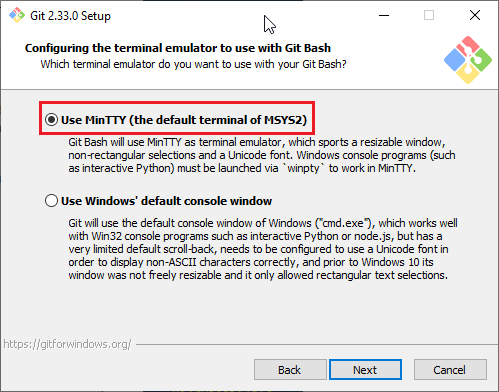 Git 2.33.0 Setup
Configuring the terminal emulator to use with Git Bash
Which terminal emulator do you want to use with your Git Bash?
Use MinTTY (the default terminal of MSYS2)
Git Bash will use MinTTY as terminal emulator, which sports a resizable window,
non-rectangular selections and a Unicode font. Windows console programs (such
as interactive Python) must be launched via `winpty` to work in MinTTY.
Use Windows' default console window
Git will use the default console window of Windows ("cmd.exe"), which works well
with Win32 console programs such as interactive Python or node.js, but has a
very limited default scroll-back, needs to be configured to use a Unicode font in
order to display non-ASCII characters correctly, and prior to Windows 10 its
window was not freely resizable and it only allowed rectangular text selections.
https://gitforwindows.org/
Back
Next
Cancel